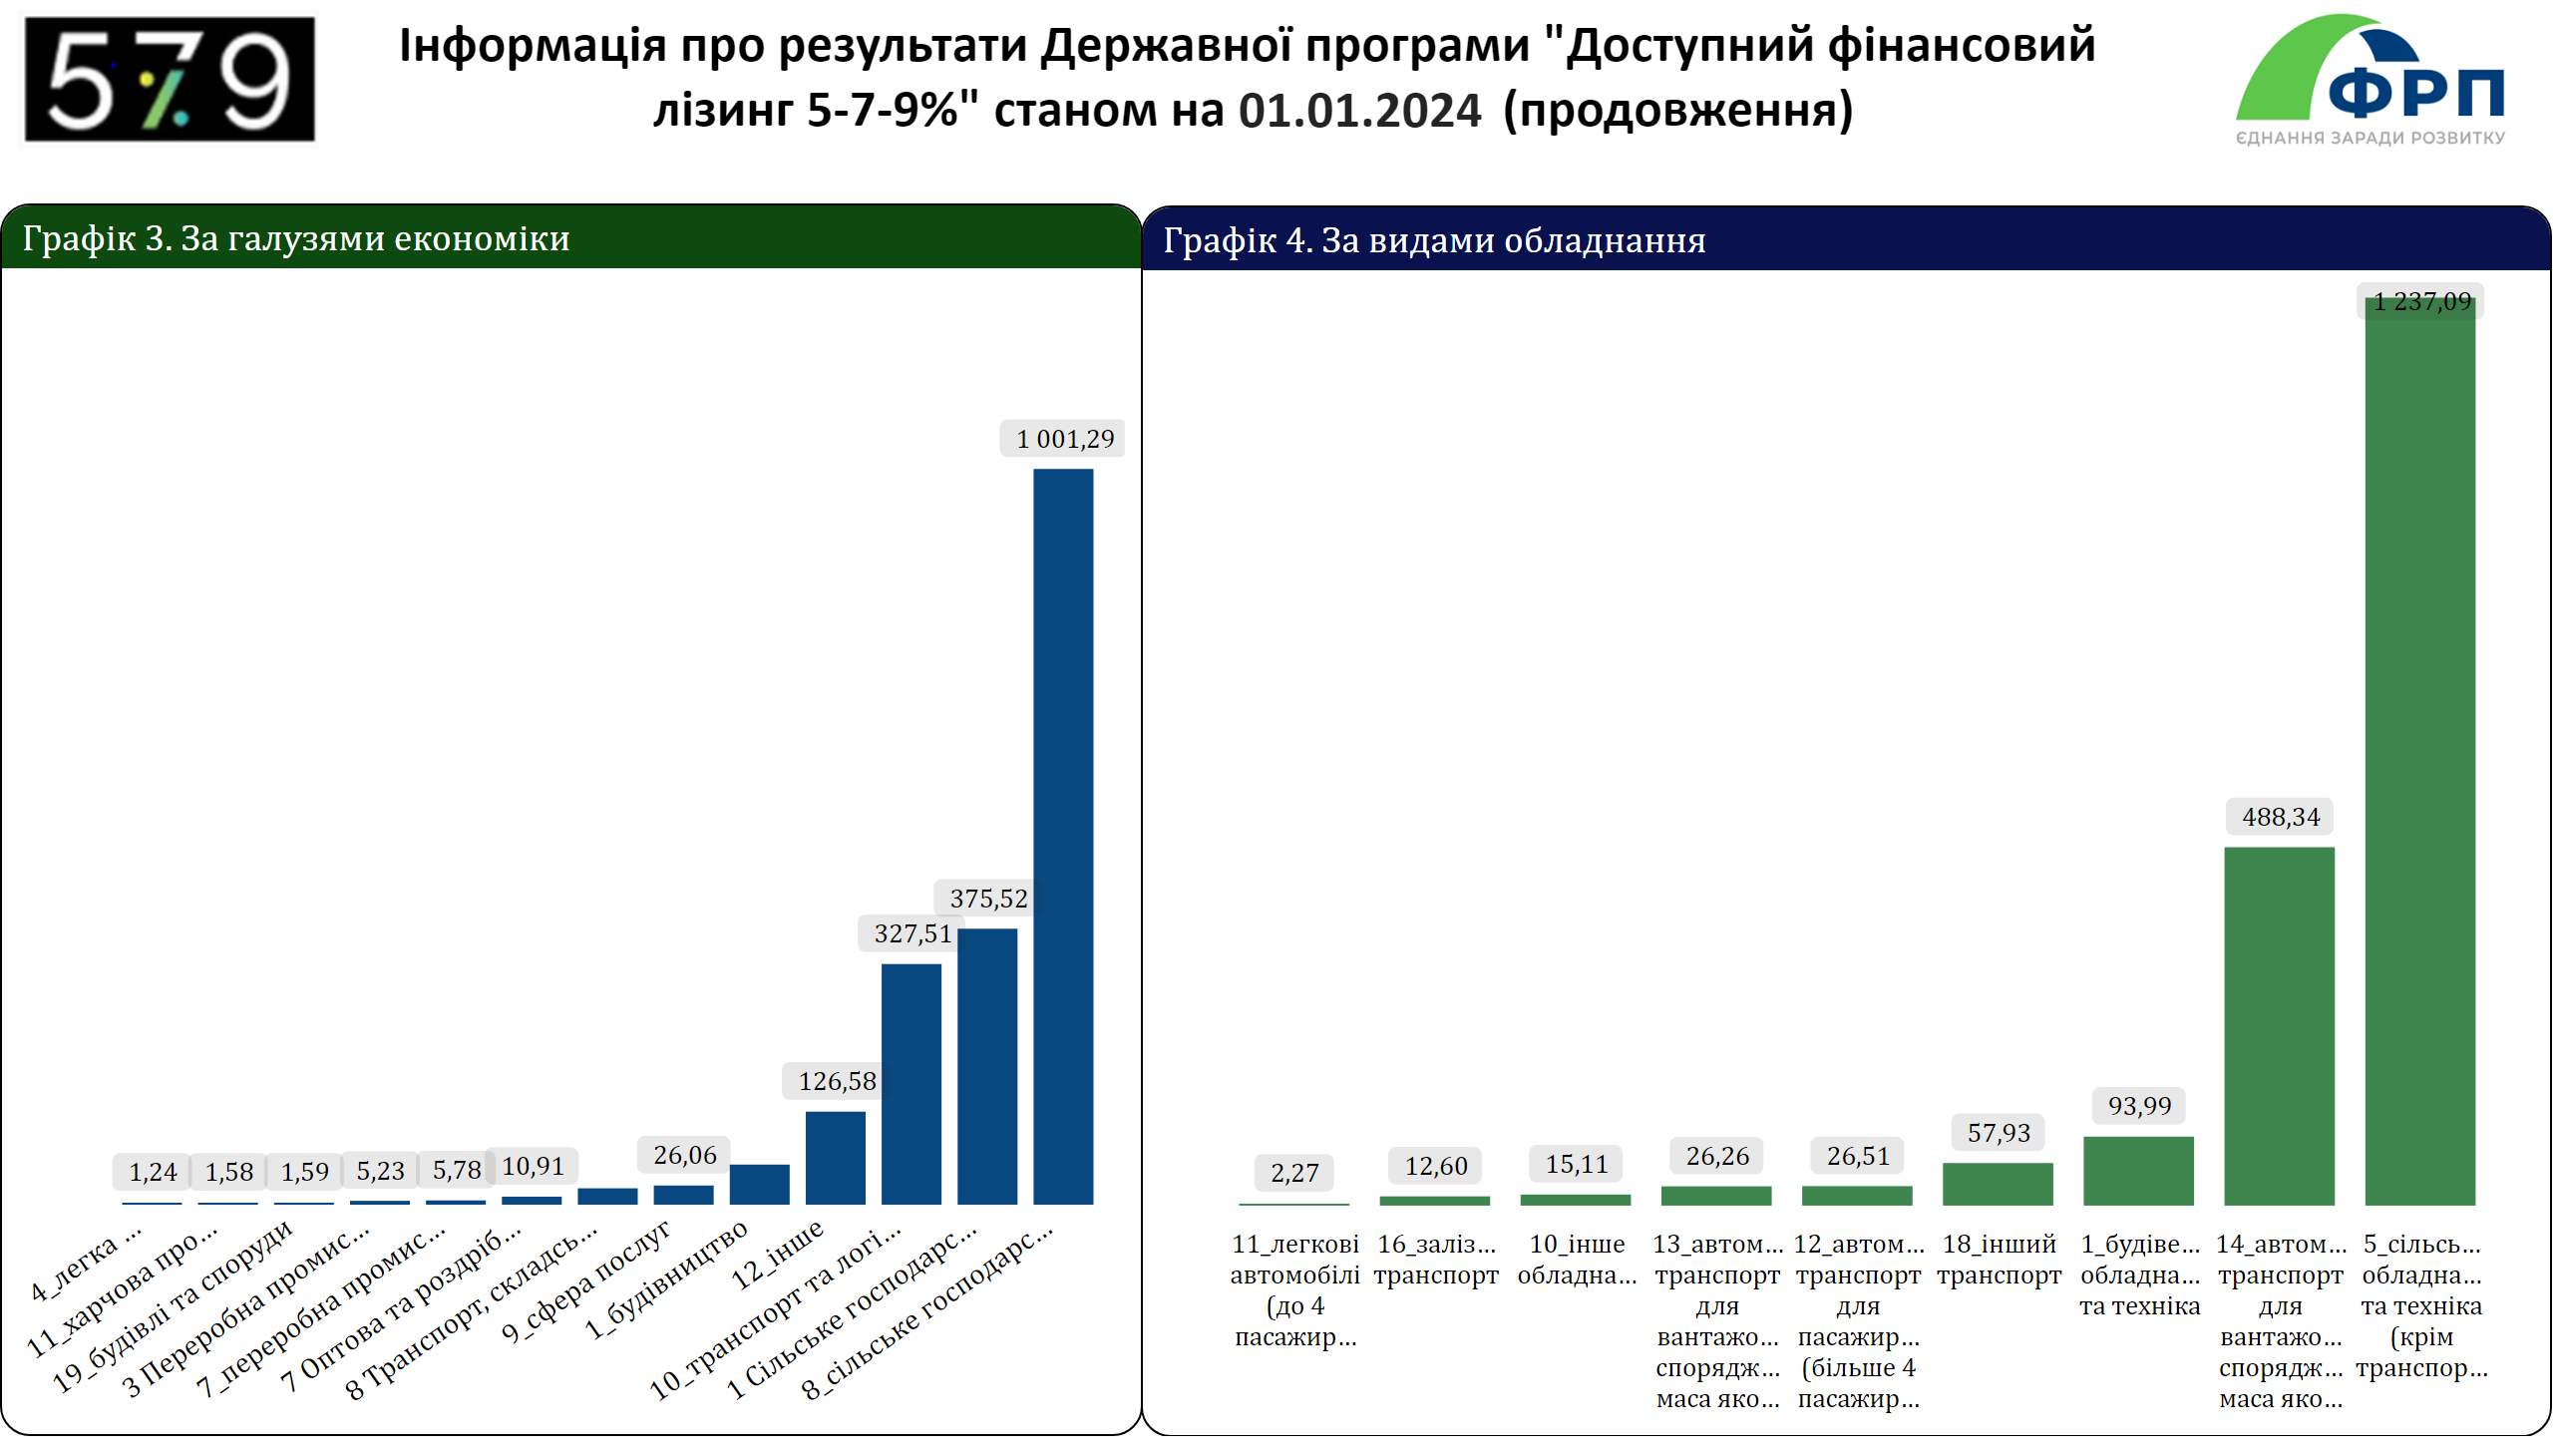 579
Інформація про результати Державної програми "Доступний фінансовий
лізинг 5-7-9%" станом на 01.01.2024 (продовження)
ФРП
ЄДНАННЯ ЗАРАДИ РОЗВИТКУ
Графік 3. За галузями економіки
1,24
1,58
1,59
5,23
5,78
10,91
26,06
126,58
327,51
375,52
1 001,29
4_легка ...
11_харчова про...
19_будівлі та споруди
3 Переробна промис...
7_переробна промис...
7 Оптова та роздріб...
8 Транспорт, складсь...
9_сфера послуг
1_будівництво
12_інше
10_транспорт та логі...
1 Сільське господарс...
8_сільське господарс...
Графік 4. За видами обладнання
2,27
12,60
15,11
26,26
26,51
57,93
93,99
488,34
1 237,09
11_легкові
автомобілі
(до 4
пасажир...
16_заліз...
транспорт
10_інше
обладна...
13_автом...
транспорт
для
вантажо...
спорядж...
маса яко...
12_автом...
транспорт
для
пасажир...
(більше 4
пасажир...
18_інший
транспорт
1_будіве...
обладна...
та техніка
14_автом...
транспорт
для
вантажо...
спорядж...
маса яко...
5_сільсь...
обладна...
та техніка
(крім
транспор...